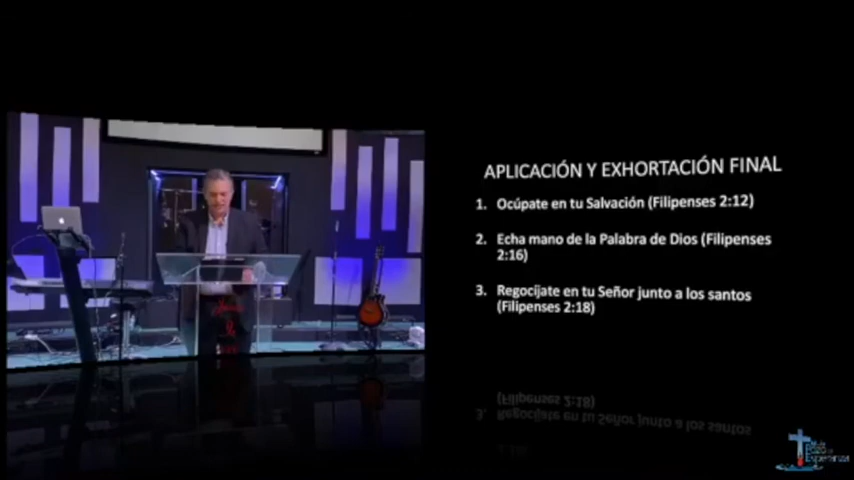 APLICACIÓN Y EXHORTACIÓN FINAL
1. Ocúpate en tu Salvación (Filipenses 2:12)
2. Echa mano de la Palabra de Dios (Filipenses
2:16)
3. Regocíjate en tu Señor junto a los santos
(Filipenses 2:18)
Esperanza